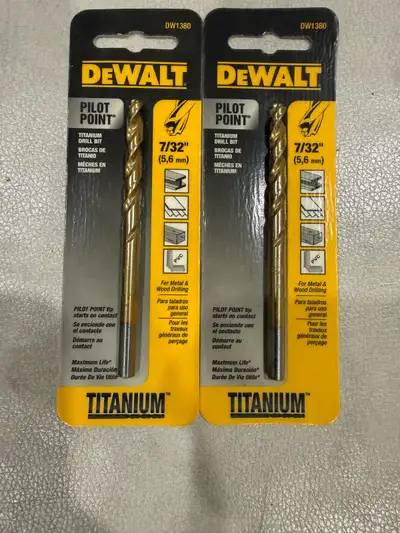 DW1380
DEWALT
PILOT
POINT®
TITANIUM
DRILL BIT
BROCAS DE
TITANIO
MÈCHES EN
TITANIUM
7/32"
(5,6 mm)
PVC
For Metal &
Wood Drilling
Para taladros
para uso
general
Pour les
travaux
généraux de
perçage
PILOT POINT tip
starts on contact
Se enciende con
el contacto
Démarre au
contact
Maximum Life*
Máxima Duración*
Durée De Vie Utile*
TITANIUM™
DW1380
DEWALT
PILOT
POINT®
TITANIUM
DRILL BIT
BROCAS DE
TITANIO
MÈCHES EN
TITANIUM
7/32"
(5,6 mm)
PVC
For Metal &
Wood Drilling
Para taladros
para uso
general
Pour les
travaux
généraux de
perçage
PILOT POINT tip
starts on contact
Se enciende con
el contacto
Démarre au
contact
Maximum Life*
Máxima Duración*
Durée De Vie Utile*
TITANIUM™